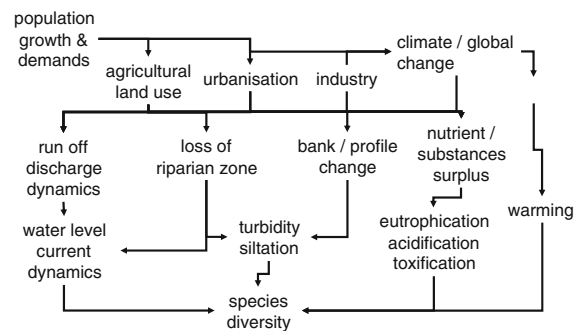 population
growth &
demands
climate / global
change
agricultural
land use
urbanisation
industry
run off
discharge
dynamics
loss of
riparian zone
bank / profile
change
nutrient /
substances
surplus
water level
current
dynamics
turbidity
siltation
eutrophication
acidification
toxification
warming
species
diversity